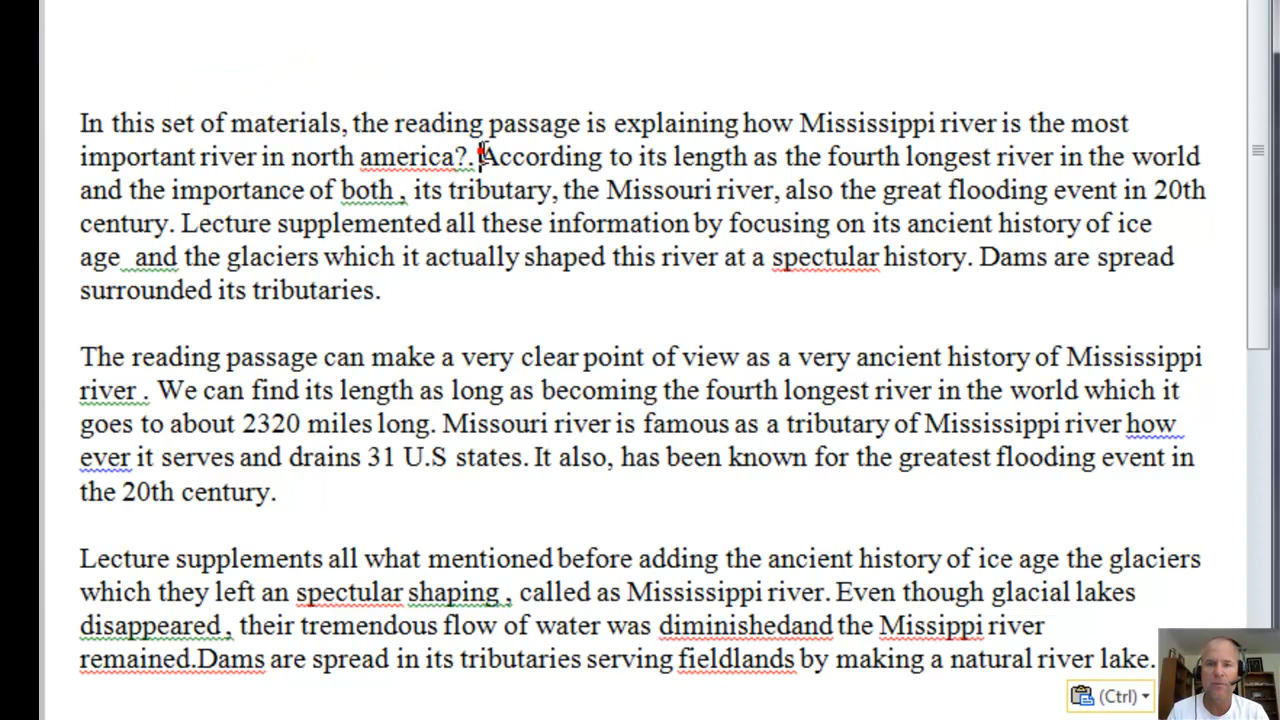 In this set of materials, the reading passage is explaining how Mississippi river is the most
important river in north america?. According to its length as the fourth longest river in the world
and the importance of both , its tributary, the Missouri river, also the great flooding event in 20th
century. Lecture supplemented all these information by focusing on its ancient history of ice
age  and the glaciers which it actually shaped this river at a spectular history. Dams are spread
surrounded its tributaries.
The reading passage can make a very clear point of view as a very ancient history of Mississippi
river . We can find its length as long as becoming the fourth longest river in the world which it
goes to about 2320 miles long. Missouri river is famous as a tributary of Mississippi river how
ever it serves and drains 31 U.S states. It also, has been known for the greatest flooding event in
the 20th century.
Lecture supplements all what mentioned before adding the ancient history of ice age the glaciers
which they left an spectular shaping , called as Mississippi river. Even though glacial lakes
disappeared , their tremendous flow of water was diminishedand the Missippi river
remained.Dams are spread in its tributaries serving fieldlands by making a natural river lake.
(Ctrl)